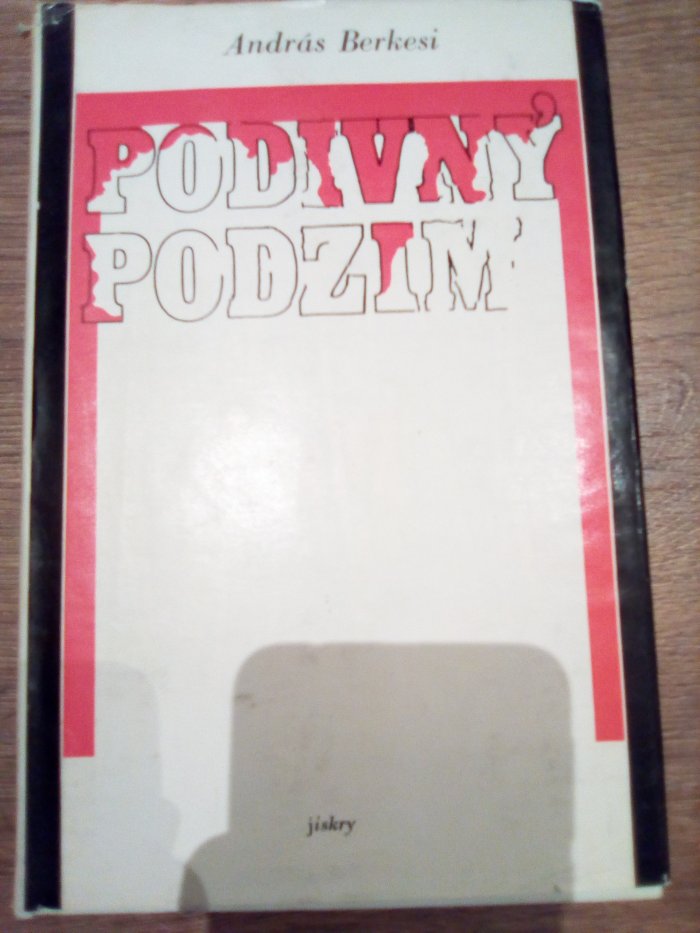 András Berkesi
PODIVNÝ
PODZIM
jiskry